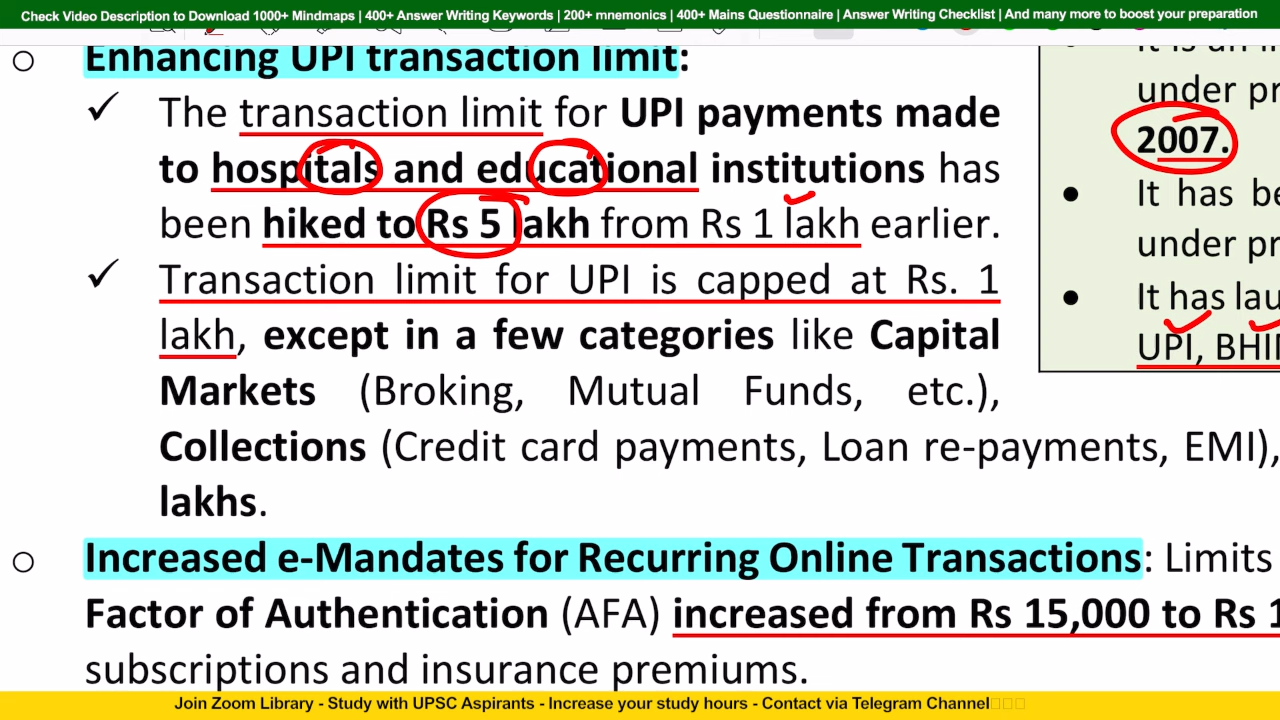 Check Video Description to Download 1000+ Mindmaps | 400+ Answer Writing Keywords | 200+ mnemonics | 400+ Mains Questionnaire | Answer Writing Checklist | And many more to boost your preparation
Enhancing UPI transaction limit:
The transaction limit for UPI payments made
to hospitals and educational institutions has
been hiked to Rs 5 lakh from Rs 1 lakh earlier.
Transaction limit for UPI is capped at Rs. 1
lakh, except in a few categories like Capital
Markets (Broking, Mutual Funds, etc.),
Collections (Credit card payments, Loan re-payments, EMI),
lakhs.
Increased e-Mandates for Recurring Online Transactions: Limits
Factor of Authentication (AFA) increased from Rs 15,000 to Rs 1
subscriptions and insurance premiums.
It is an
under
2007.
It has
under
It has
UPI,
Join Zoom Library - Study with UPSC Aspirants - Increase your study hours - Contact via Telegram Channel